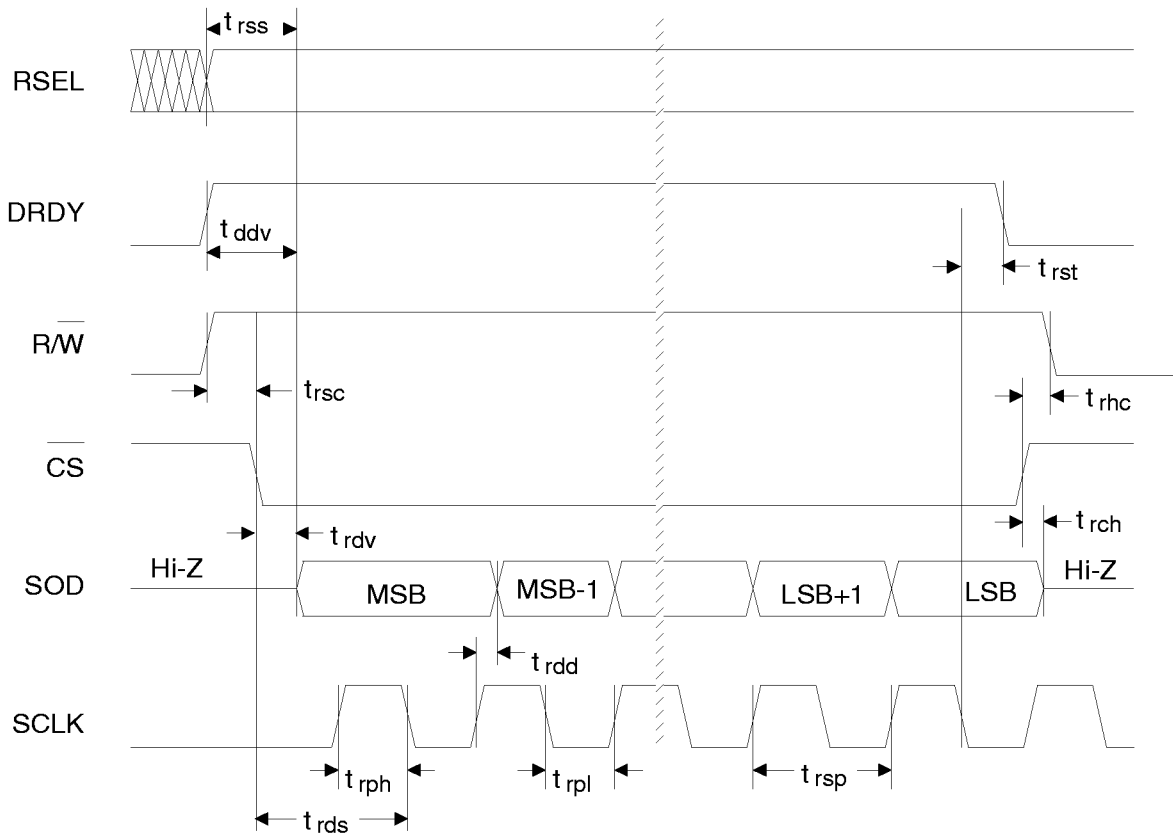 t rss
RSEL
DRDY
t ddv
t rst
R/W̅
t rsc
t rhc
C̅S̅
t rch
t rdv
Hi-Z
Hi-Z
SOD
MSB
MSB-1
LSB+1
LSB
t rdd
SCLK
t rph
t rpl
t rsp
t rds